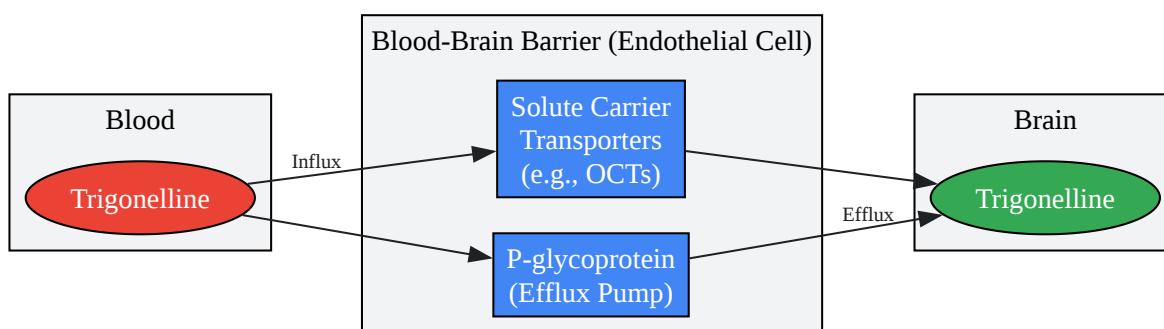 Blood-Brain Barrier (Endothelial Cell)
Blood
Trigonelline
Influx
Solute Carrier
Transporters
(e.g., OCTs)
P-glycoprotein
(Efflux Pump)
Efflux
Brain
Trigonelline